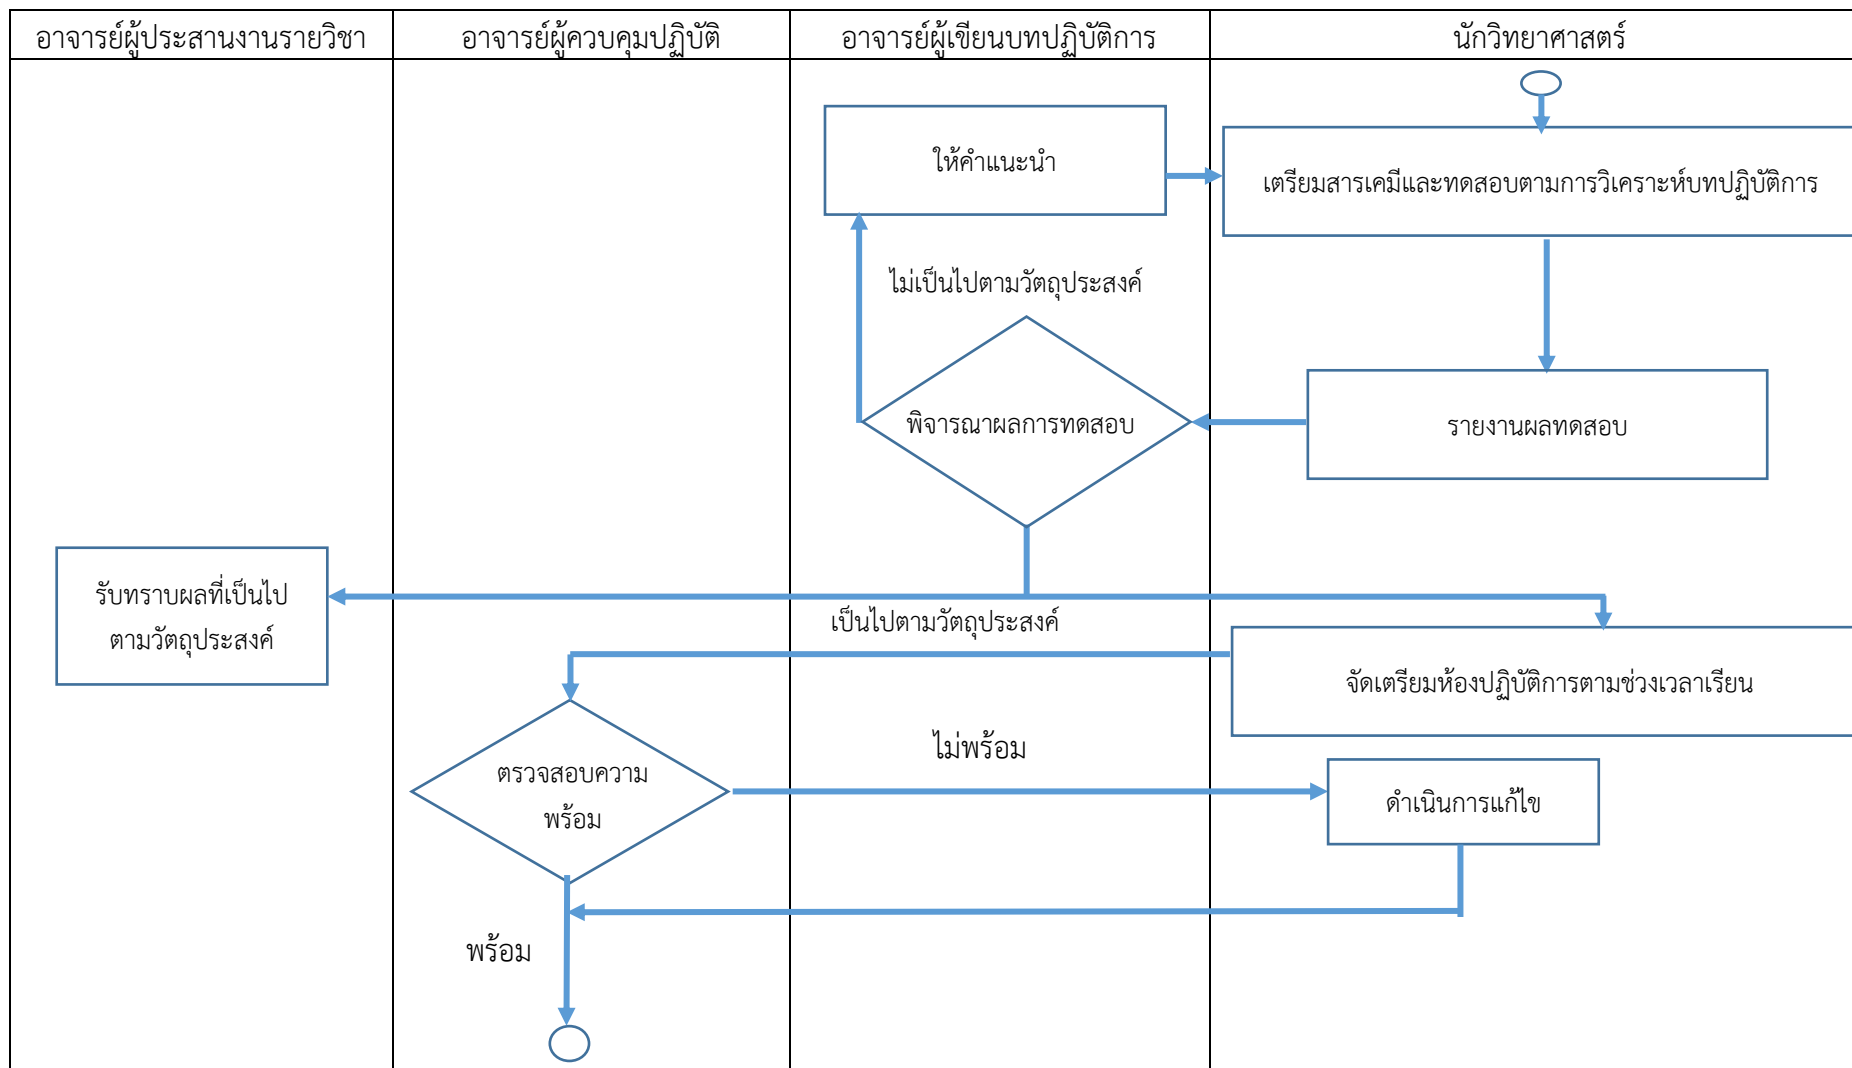 อาจารย์ผู้ประสานงานรายวิชา
อาจารย์ผู้ควบคุมปฏิบัติ
อาจารย์ผู้เขียนบทปฏิบัติการ
นักวิทยาศาสตร์
ให้คำแนะนำ
เตรียมสารเคมีและทดสอบตามการวิเคราะห์บทปฏิบัติการ
ไม่เป็นไปตามวัตถุประสงค์
พิจารณาผลการทดสอบ
รายงานผลทดสอบ
รับทราบผลที่เป็นไป
ตามวัตถุประสงค์
เป็นไปตามวัตถุประสงค์
จัดเตรียมห้องปฏิบัติการตามช่วงเวลาเรียน
ไม่พร้อม
ตรวจสอบความ
พร้อม
ดำเนินการแก้ไข
พร้อม